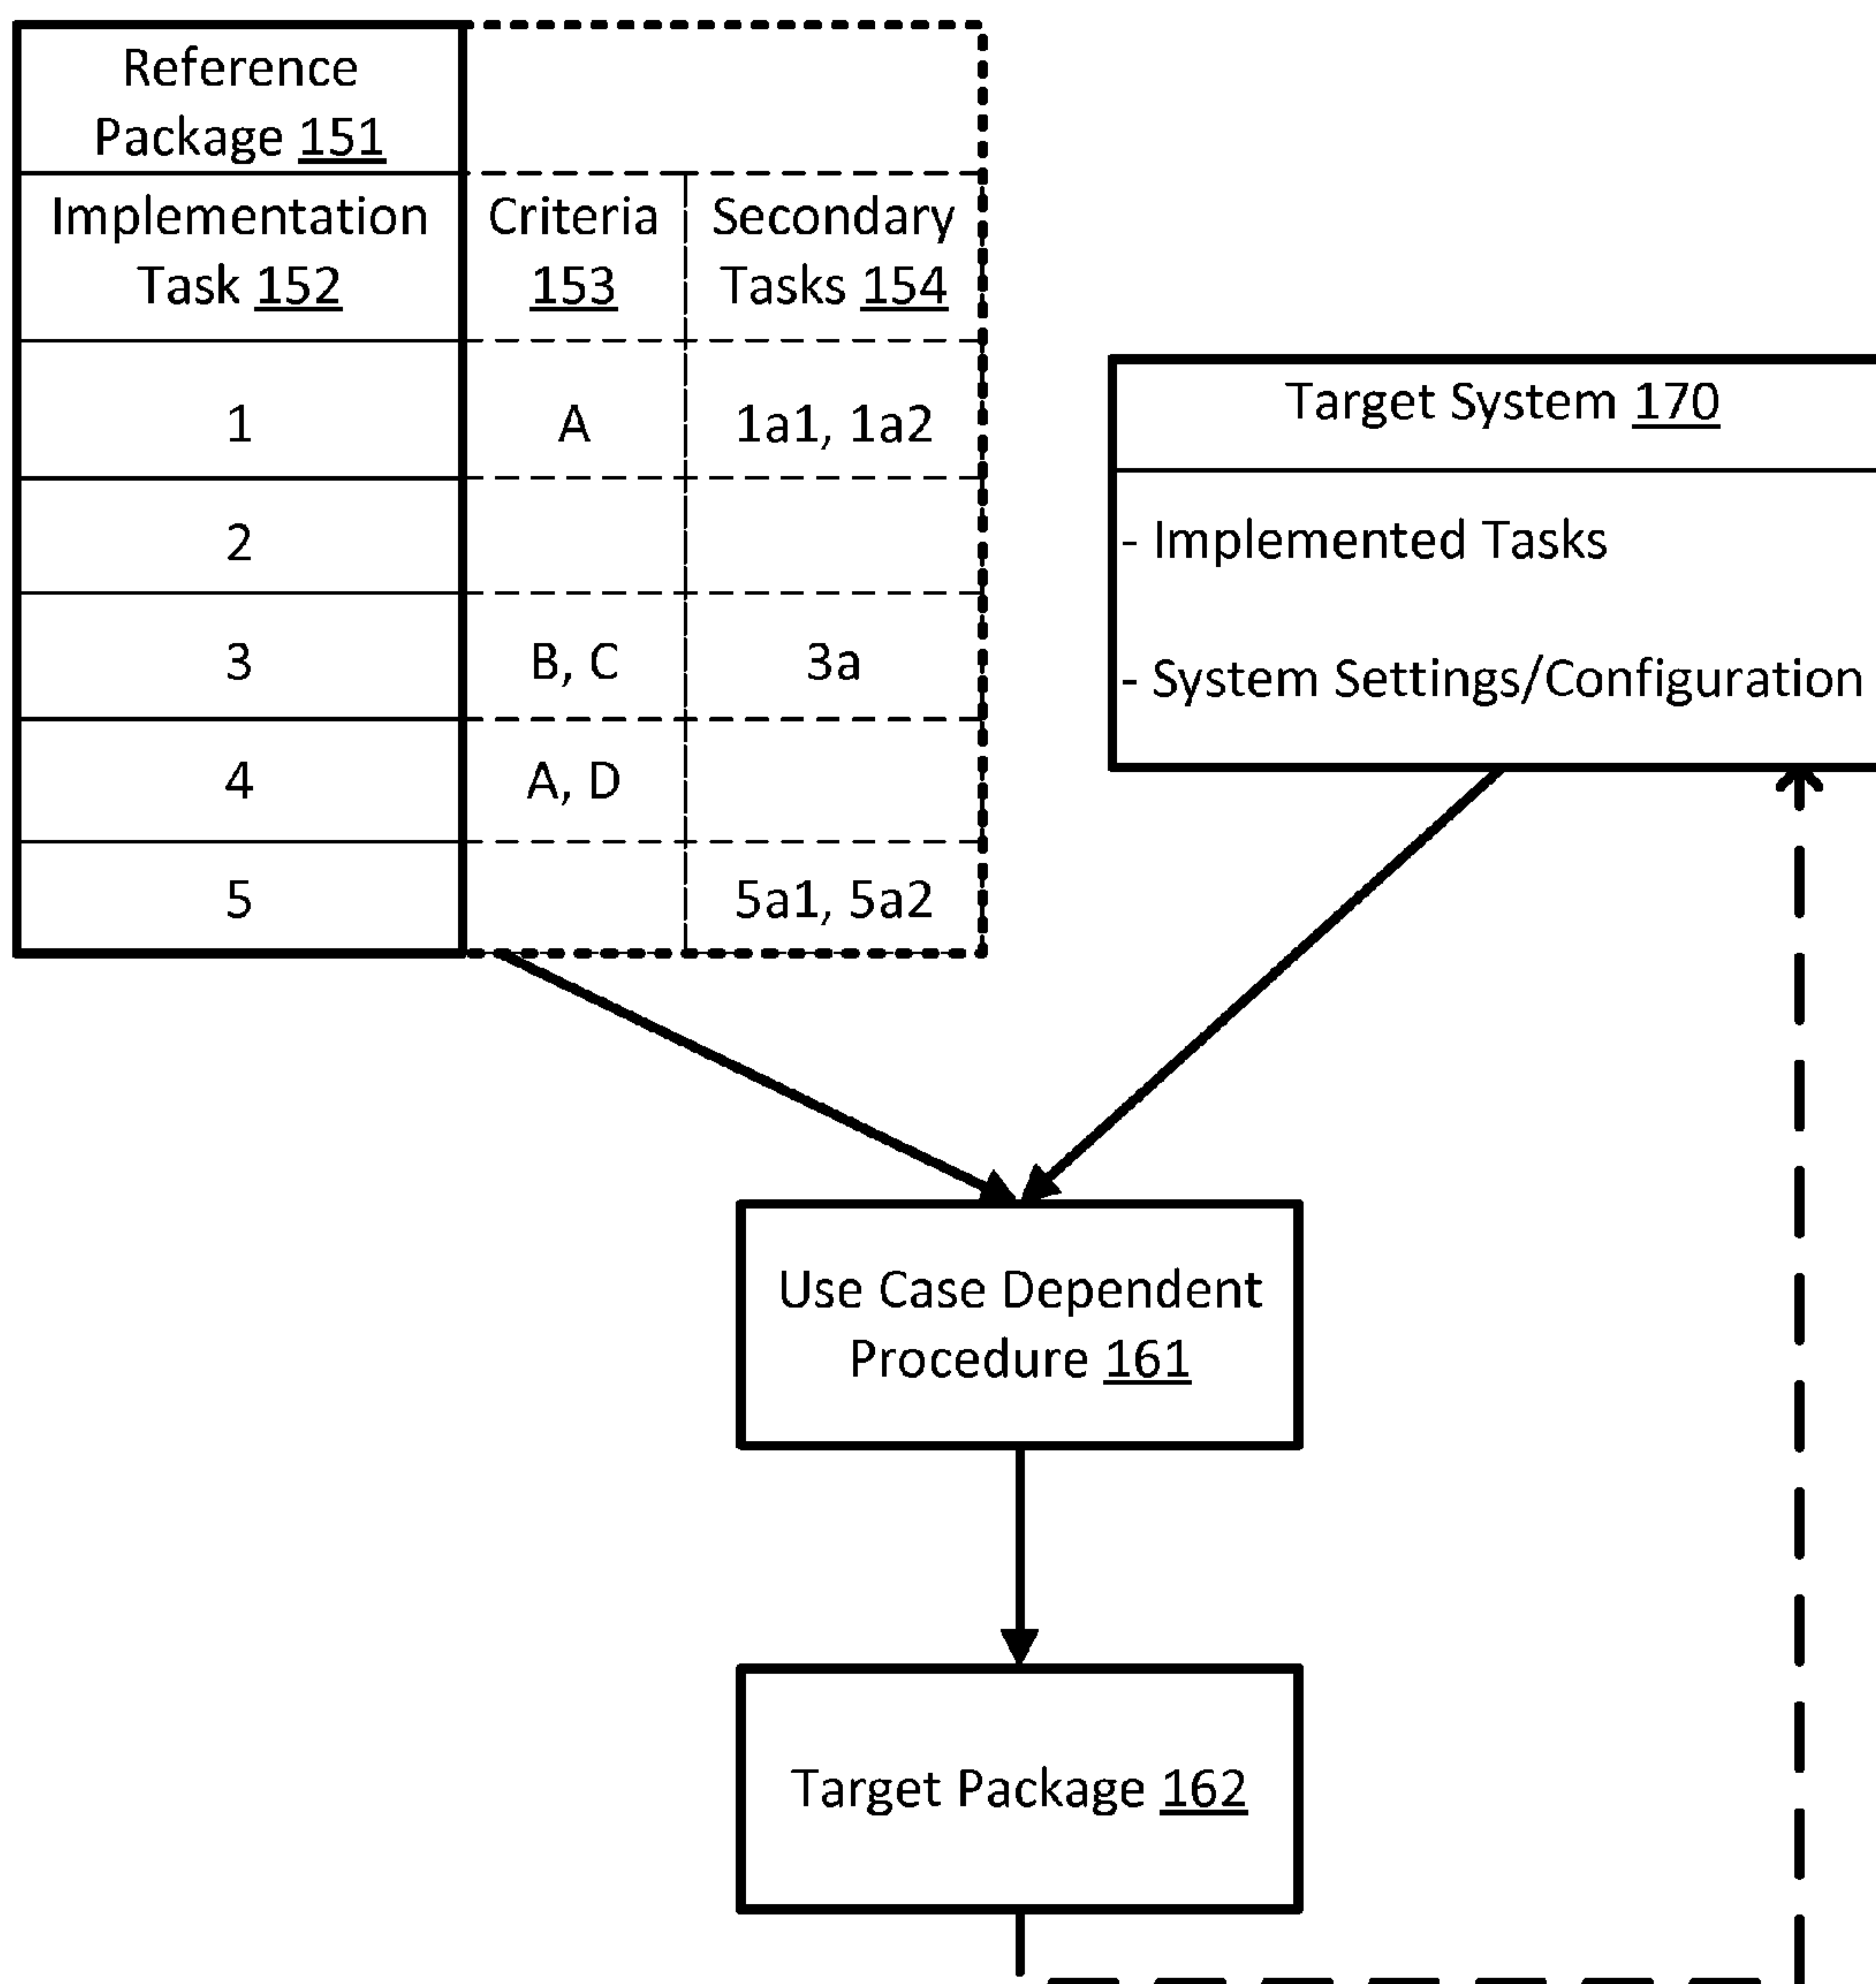 Reference
Package 151
Implementation
Task 152
Criteria
153
Secondary
Tasks 154
1
A
1a1, 1a2
2
3
B, C
3a
4
A, D
5
5a1, 5a2
Target System 170
- Implemented Tasks
- System Settings/Configuration
Use Case Dependent
Procedure 161
Target Package 162